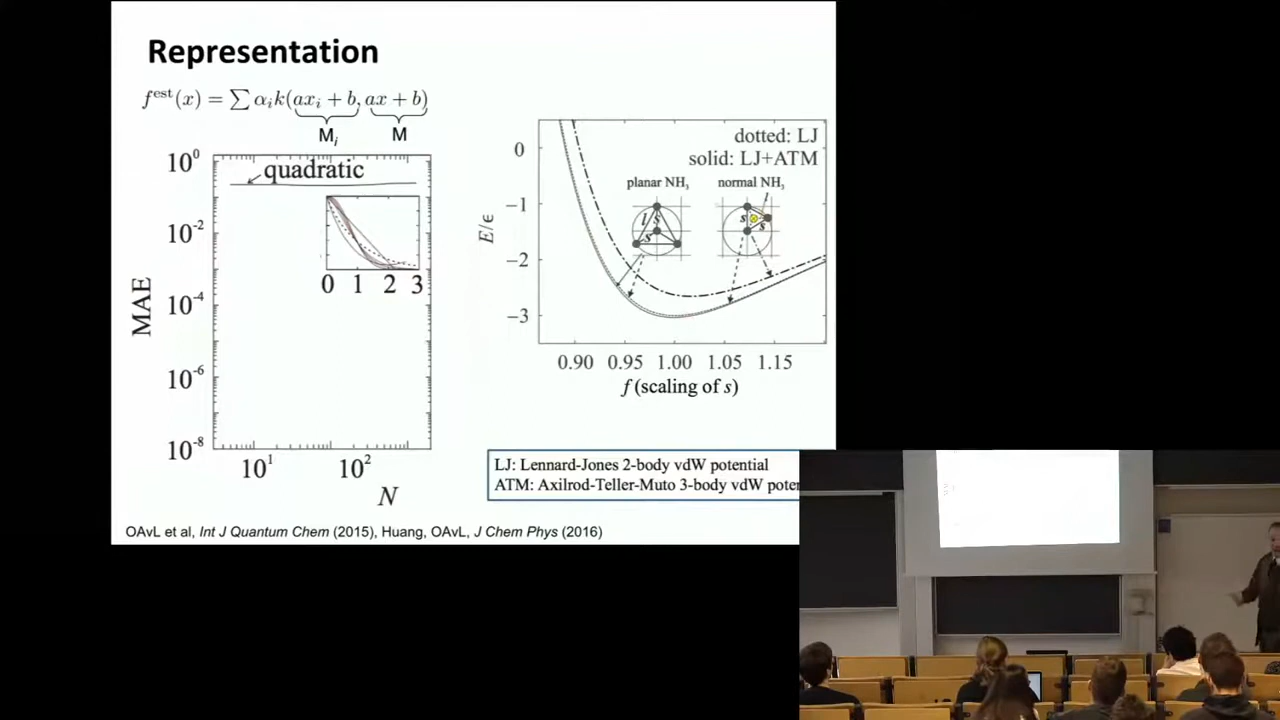 Representation
f^est(x) = ∑ α_i k(ax_i + b, ax + b)
M_i M
10^0
10^-2
10^-4
10^-6
10^-8
MAE
quadratic
0 1 2 3
10^1 10^2
N
dotted: LJ
solid: LJ+ATM
planar NH3 normal NH3
l s s
s s
0
−1
−2
−3
E/ϵ
0.90 0.95 1.00 1.05 1.15
f (scaling of s)
LJ: Lennard-Jones 2-body vdW potential
ATM: Axilrod-Teller-Muto 3-body vdW poten
OAvL et al, Int J Quantum Chem (2015), Huang, OAvL, J Chem Phys (2016)